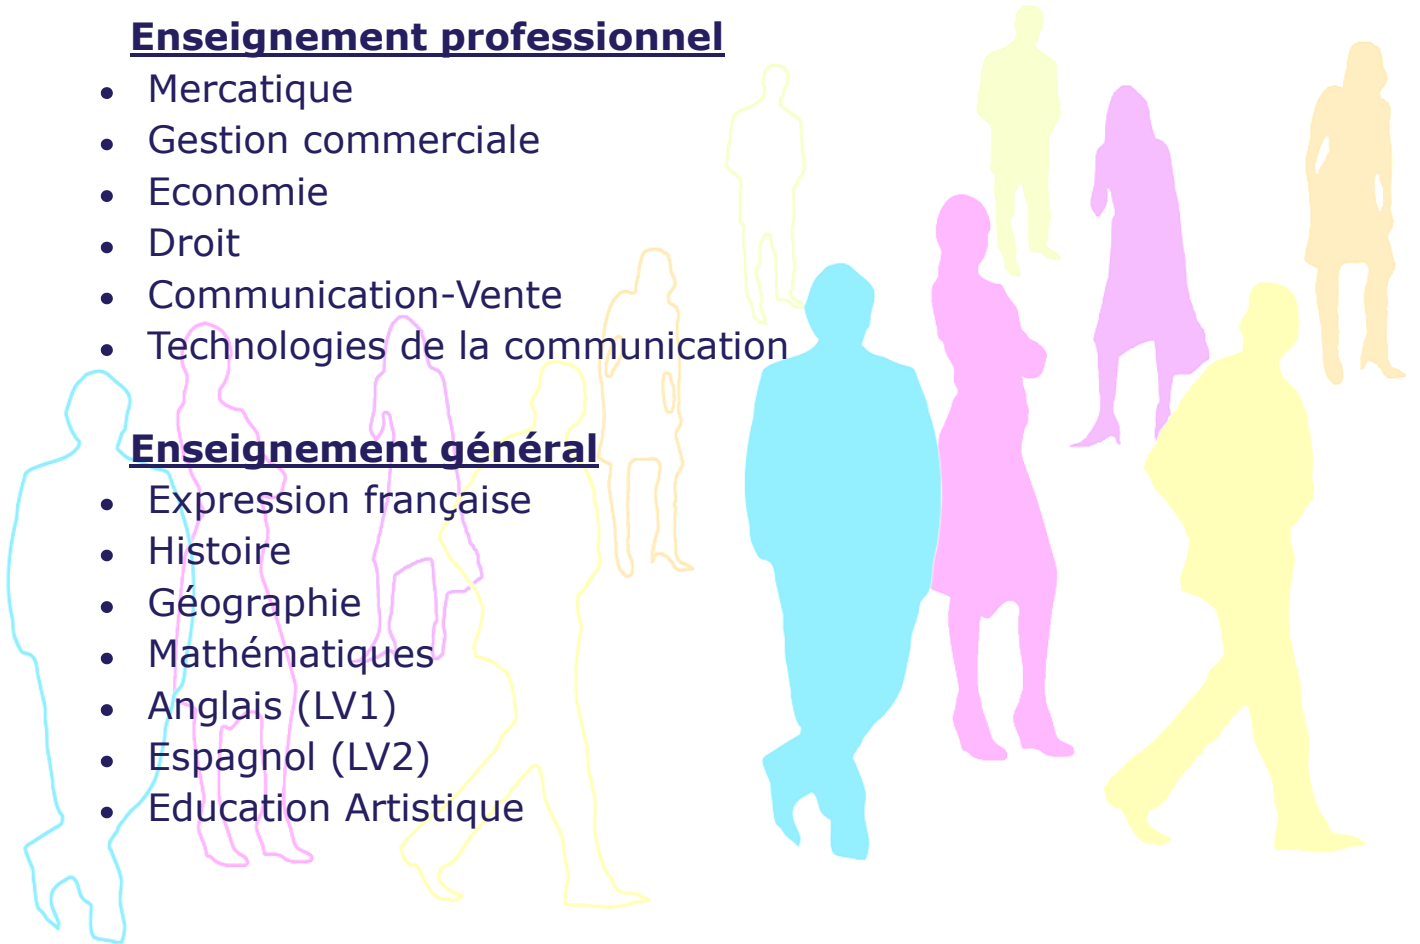 Enseignement professionnel
• Mercatique
• Gestion commerciale
• Economie
• Droit
• Communication-Vente
• Technologies de la communication
Enseignement général
• Expression française
• Histoire
• Géographie
• Mathématiques
• Anglais (LV1)
• Espagnol (LV2)
• Education Artistique